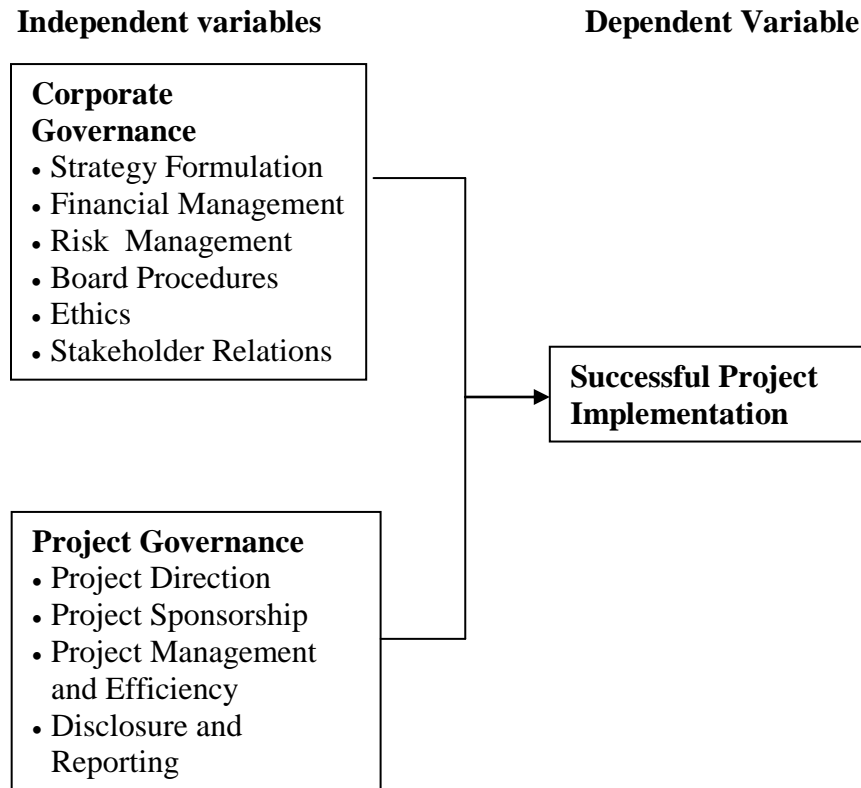 Independent variables
Dependent Variable
Corporate
Governance
• Strategy Formulation
• Financial Management
• Risk Management
• Board Procedures
• Ethics
• Stakeholder Relations
Successful Project
Implementation
Project Governance
• Project Direction
• Project Sponsorship
• Project Management
and Efficiency
• Disclosure and
Reporting